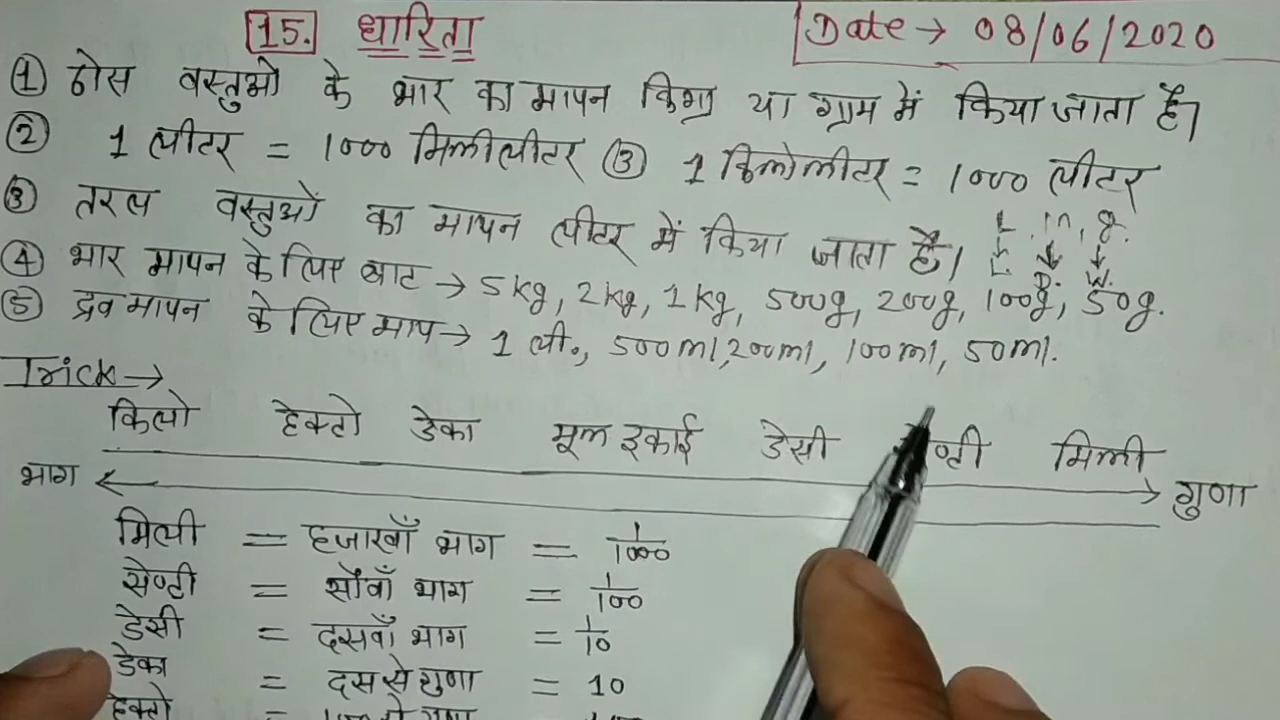 15. धारिता
Date → 08/06/2020
① ठोस वस्तुओ के भार का मापन किग्रा या ग्राम में किया जाता है।
② 1 लीटर = 1000 मिलीलीटर ③ 1 किलोलीटर = 1000 लीटर
③ तरल वस्तुओं का मापन लीटर में किया जाता है।
L. m, g.
↓ ↓ ↓
L. D. W.
④ भार मापन के लिए बाट → 5kg, 2kg, 1kg, 500g, 200g, 100g, 50g.
⑤ द्रव मापन के लिए माप → 1 ली०, 500ml, 200ml, 100ml, 50ml.
Trick →
किलो हेक्टो डेका मूल इकाई डेसी मिली
भाग ← → गुणा
मिली = हजारवाँ भाग = 1/1000
सेण्टी = सौवाँ भाग = 1/100
डेसी = दसवाँ भाग = 1/10
डेका = दस से गुणा = 10
हेक्टो =